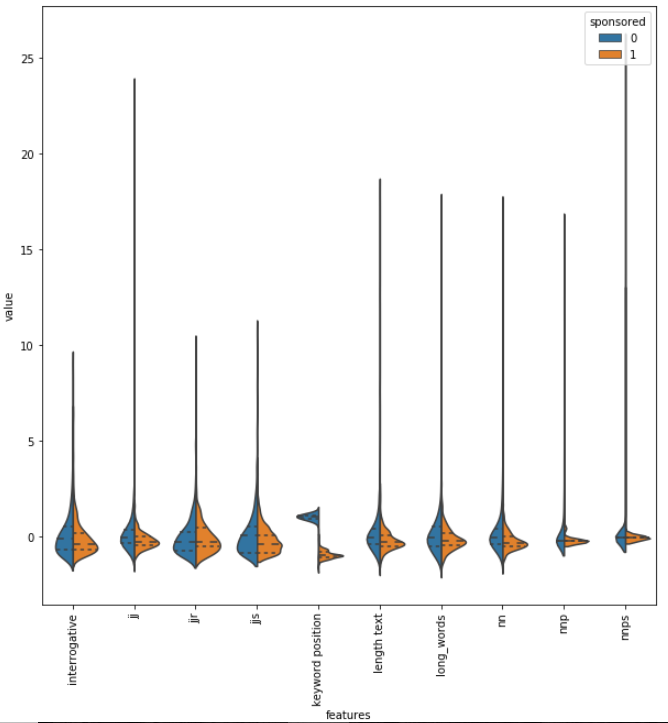 sponsored
0
1
25
20
15
10
5
0
value
interrogative
jj
jjr
jjs
keyword position
length text
long_words
nn
nnp
nnps
features